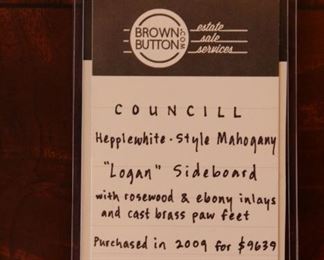 BROWN
BUTTON
.COM
estate
sale
services
COUNCILL
Hepplewhite-Style Mahogany
"Logan" Sideboard
with rosewood & ebony inlays
and cast brass paw feet
Purchased in 2009 for $9639